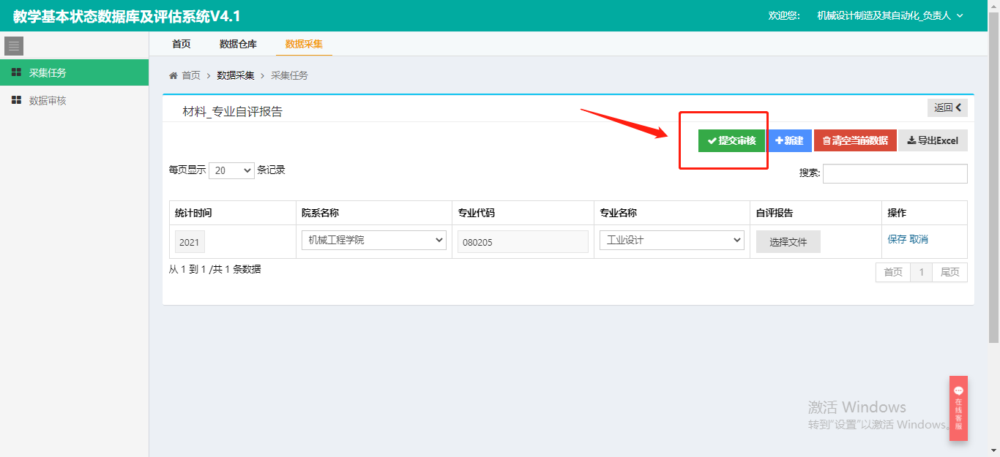 教学基本状态数据库及评估系统V4.1
欢迎您: 机械设计制造及其自动化_负责人
首页 数据仓库 数据采集
采集任务
数据审核
首页 > 数据采集 > 采集任务
材料_专业自评报告
返回
提交审核 新建 清空当前数据 导出Excel
每页显示 20 条记录
搜索:
统计时间 院系名称 专业代码 专业名称 自评报告 操作
2021 机械工程学院 080205 工业设计 选择文件 保存 取消
从 1 到 1 /共 1 条数据
首页 1 尾页
激活 Windows
转到"设置"以激活 Windows。
在线客服